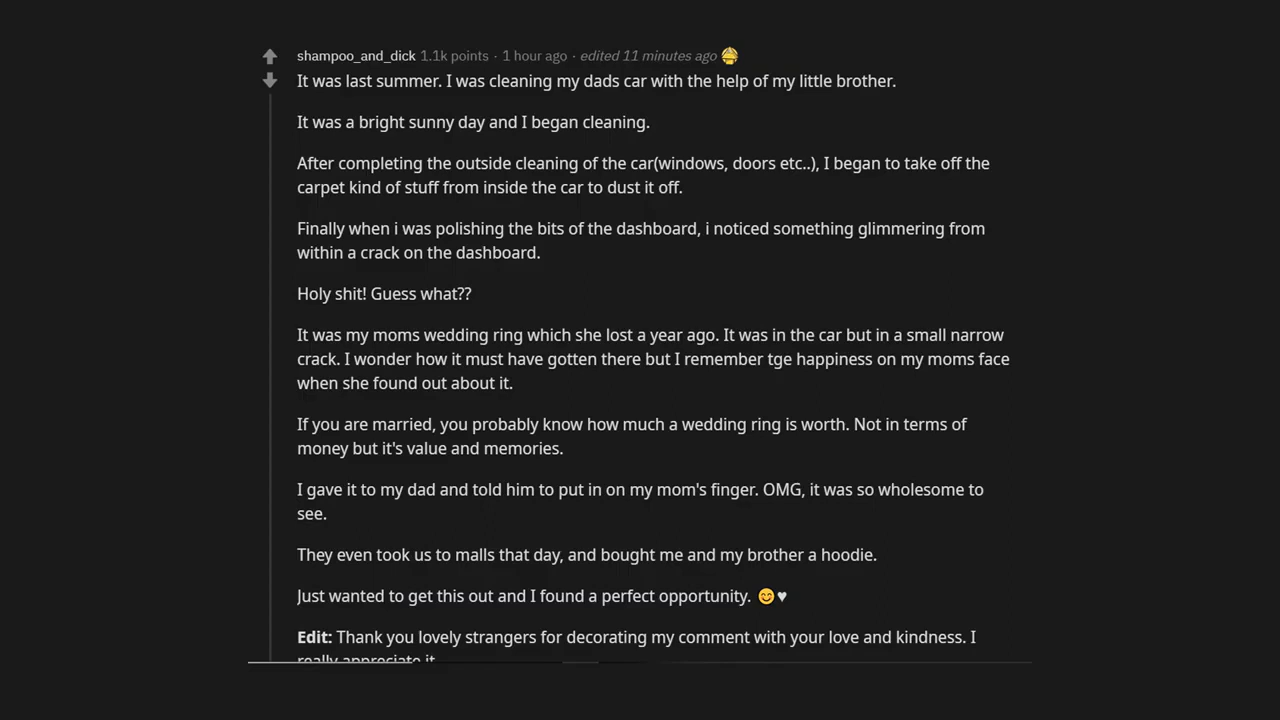 shampoo_and_dick 1.1k points · 1 hour ago · edited 11 minutes ago
It was last summer. I was cleaning my dads car with the help of my little brother.
It was a bright sunny day and I began cleaning.
After completing the outside cleaning of the car(windows, doors etc..), I began to take off the
carpet kind of stuff from inside the car to dust it off.
Finally when i was polishing the bits of the dashboard, i noticed something glimmering from
within a crack on the dashboard.
Holy shit! Guess what??
It was my moms wedding ring which she lost a year ago. It was in the car but in a small narrow
crack. I wonder how it must have gotten there but I remember tge happiness on my moms face
when she found out about it.
If you are married, you probably know how much a wedding ring is worth. Not in terms of
money but it's value and memories.
I gave it to my dad and told him to put in on my mom's finger. OMG, it was so wholesome to
see.
They even took us to malls that day, and bought me and my brother a hoodie.
Just wanted to get this out and I found a perfect opportunity. 😊♥
Edit: Thank you lovely strangers for decorating my comment with your love and kindness. I
really appreciate it